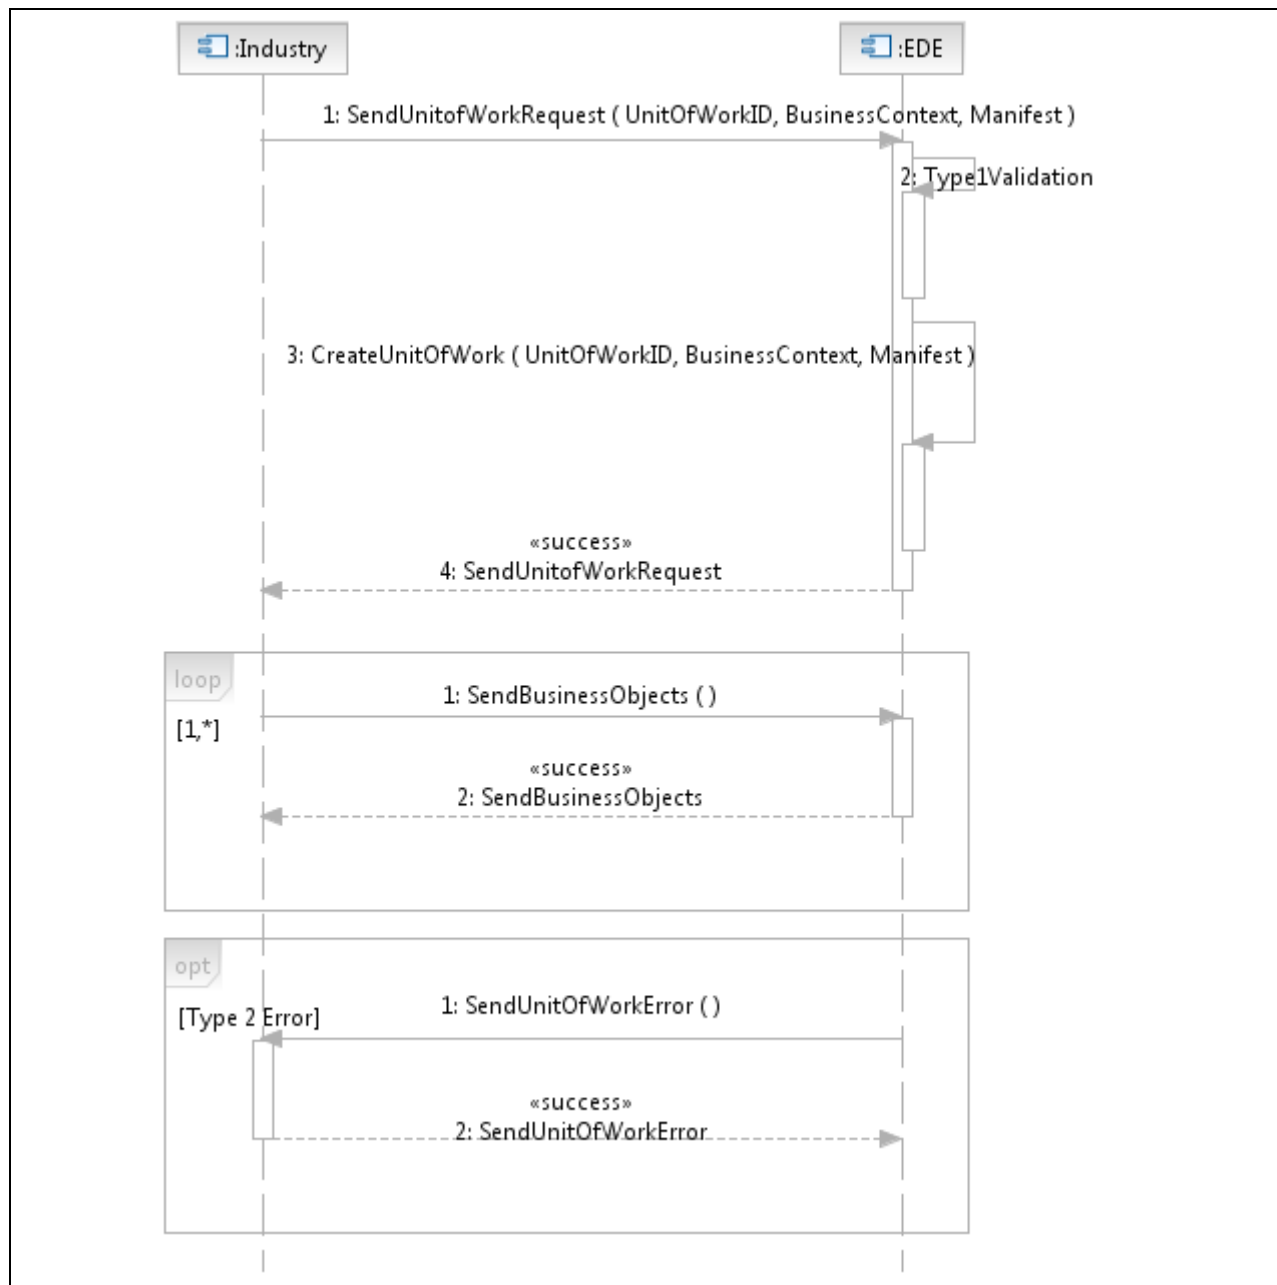 :Industry
:EDE
1: SendUnitofWorkRequest ( UnitOfWorkID, BusinessContext, Manifest )
2: Type1Validation
3: CreateUnitOfWork ( UnitOfWorkID, BusinessContext, Manifest )
«success»
4: SendUnitofWorkRequest
loop
1: SendBusinessObjects ( )
[1,*]
«success»
2: SendBusinessObjects
opt
1: SendUnitOfWorkError ( )
[Type 2 Error]
«success»
2: SendUnitOfWorkError